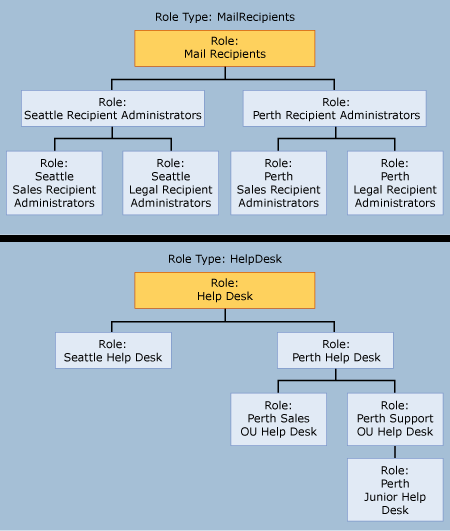 Role Type: MailRecipients
Role:
Mail Recipients
Role:
Seattle Recipient Administrators
Role:
Perth Recipient Administrators
Role:
Seattle
Sales Recipient
Administrators
Role:
Seattle
Legal Recipient
Administrators
Role:
Perth
Sales Recipient
Administrators
Role:
Perth
Legal Recipient
Administrators
Role Type: HelpDesk
Role:
Help Desk
Role:
Seattle Help Desk
Role:
Perth Help Desk
Role:
Perth Sales
OU Help Desk
Role:
Perth Support
OU Help Desk
Role:
Perth
Junior Help
Desk